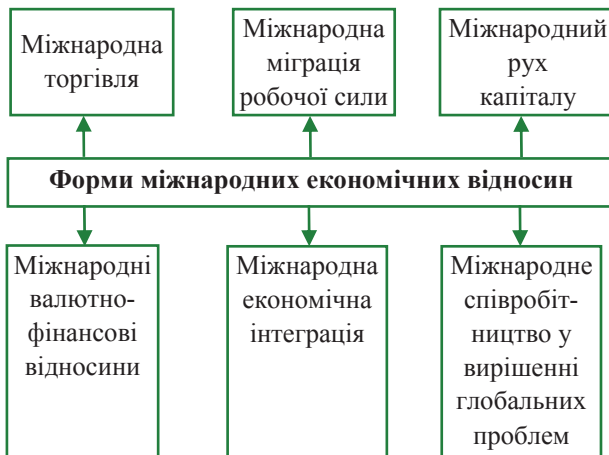 Міжнародна
торгівля
Міжнародна
міграція
робочої сили
Міжнародний
рух
капіталу
Форми міжнародних економічних відносин
Міжнародні
валютно-
фінансові
відносини
Міжнародна
економічна
інтеграція
Міжнародне
співробіт-
ництво у
вирішенні
глобальних
проблем